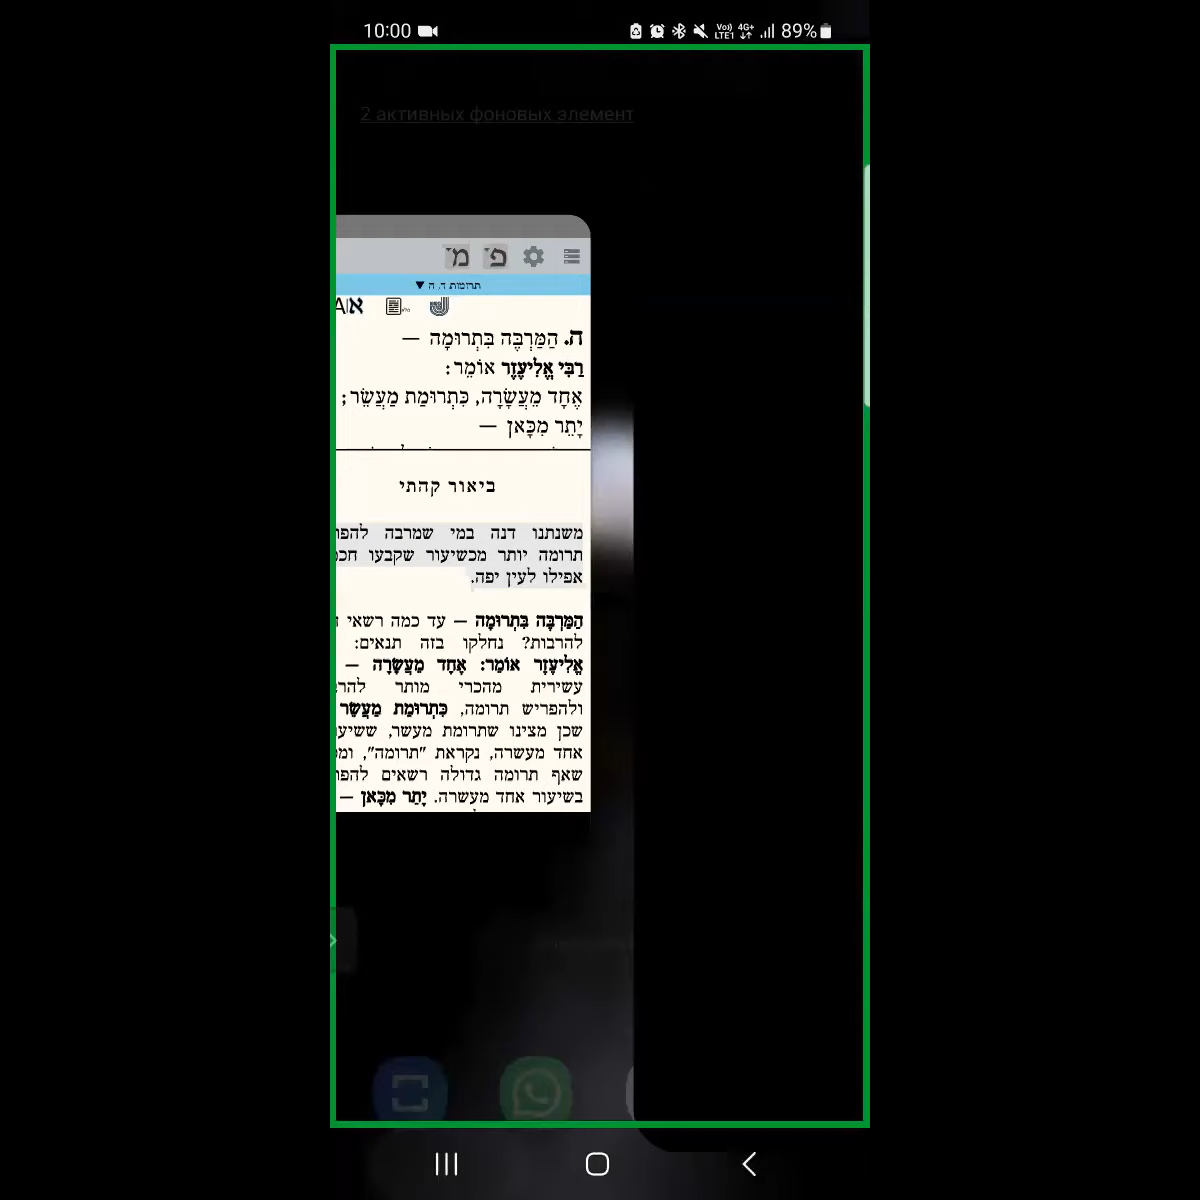 10:00
Vo)) 4G+
LTE1 89%
2 активных фоновых элемент
פ מ
תרומות ה, ה ▼
A א
ה. הַמַּרְבֶּה בִּתְרוּמָה —
רַבִּי אֱלִיעֶזֶר אוֹמֵר:
אֶחָד מֵעֲשָׂרָה, כִּתְרוּמַת מַעֲשֵׂר;
יָתֵר מִכָּאן —
ביאור קהתי
משנתנו דנה במי שמרבה
תרומה יותר מכשיעור שקבעו
אפילו לעין יפה.
הַמַּרְבֶּה בִּתְרוּמָה — עד כמה רשאי
להרבות? נחלקו בזה תנאים:
אֱלִיעֶזֶר אוֹמֵר: אֶחָד מֵעֲשָׂרָה —
עשירית מהכרי מותר
ולהפריש תרומה, כִּתְרוּמַת מַעֲשֵׂר
שכן מצינו שתרומת מעשר,
אחד מעשרה, נקראת "תרומה",
שאף תרומה גדולה רשאים
בשיעור אחד מעשרה. יָתֵר מִכָּאן —